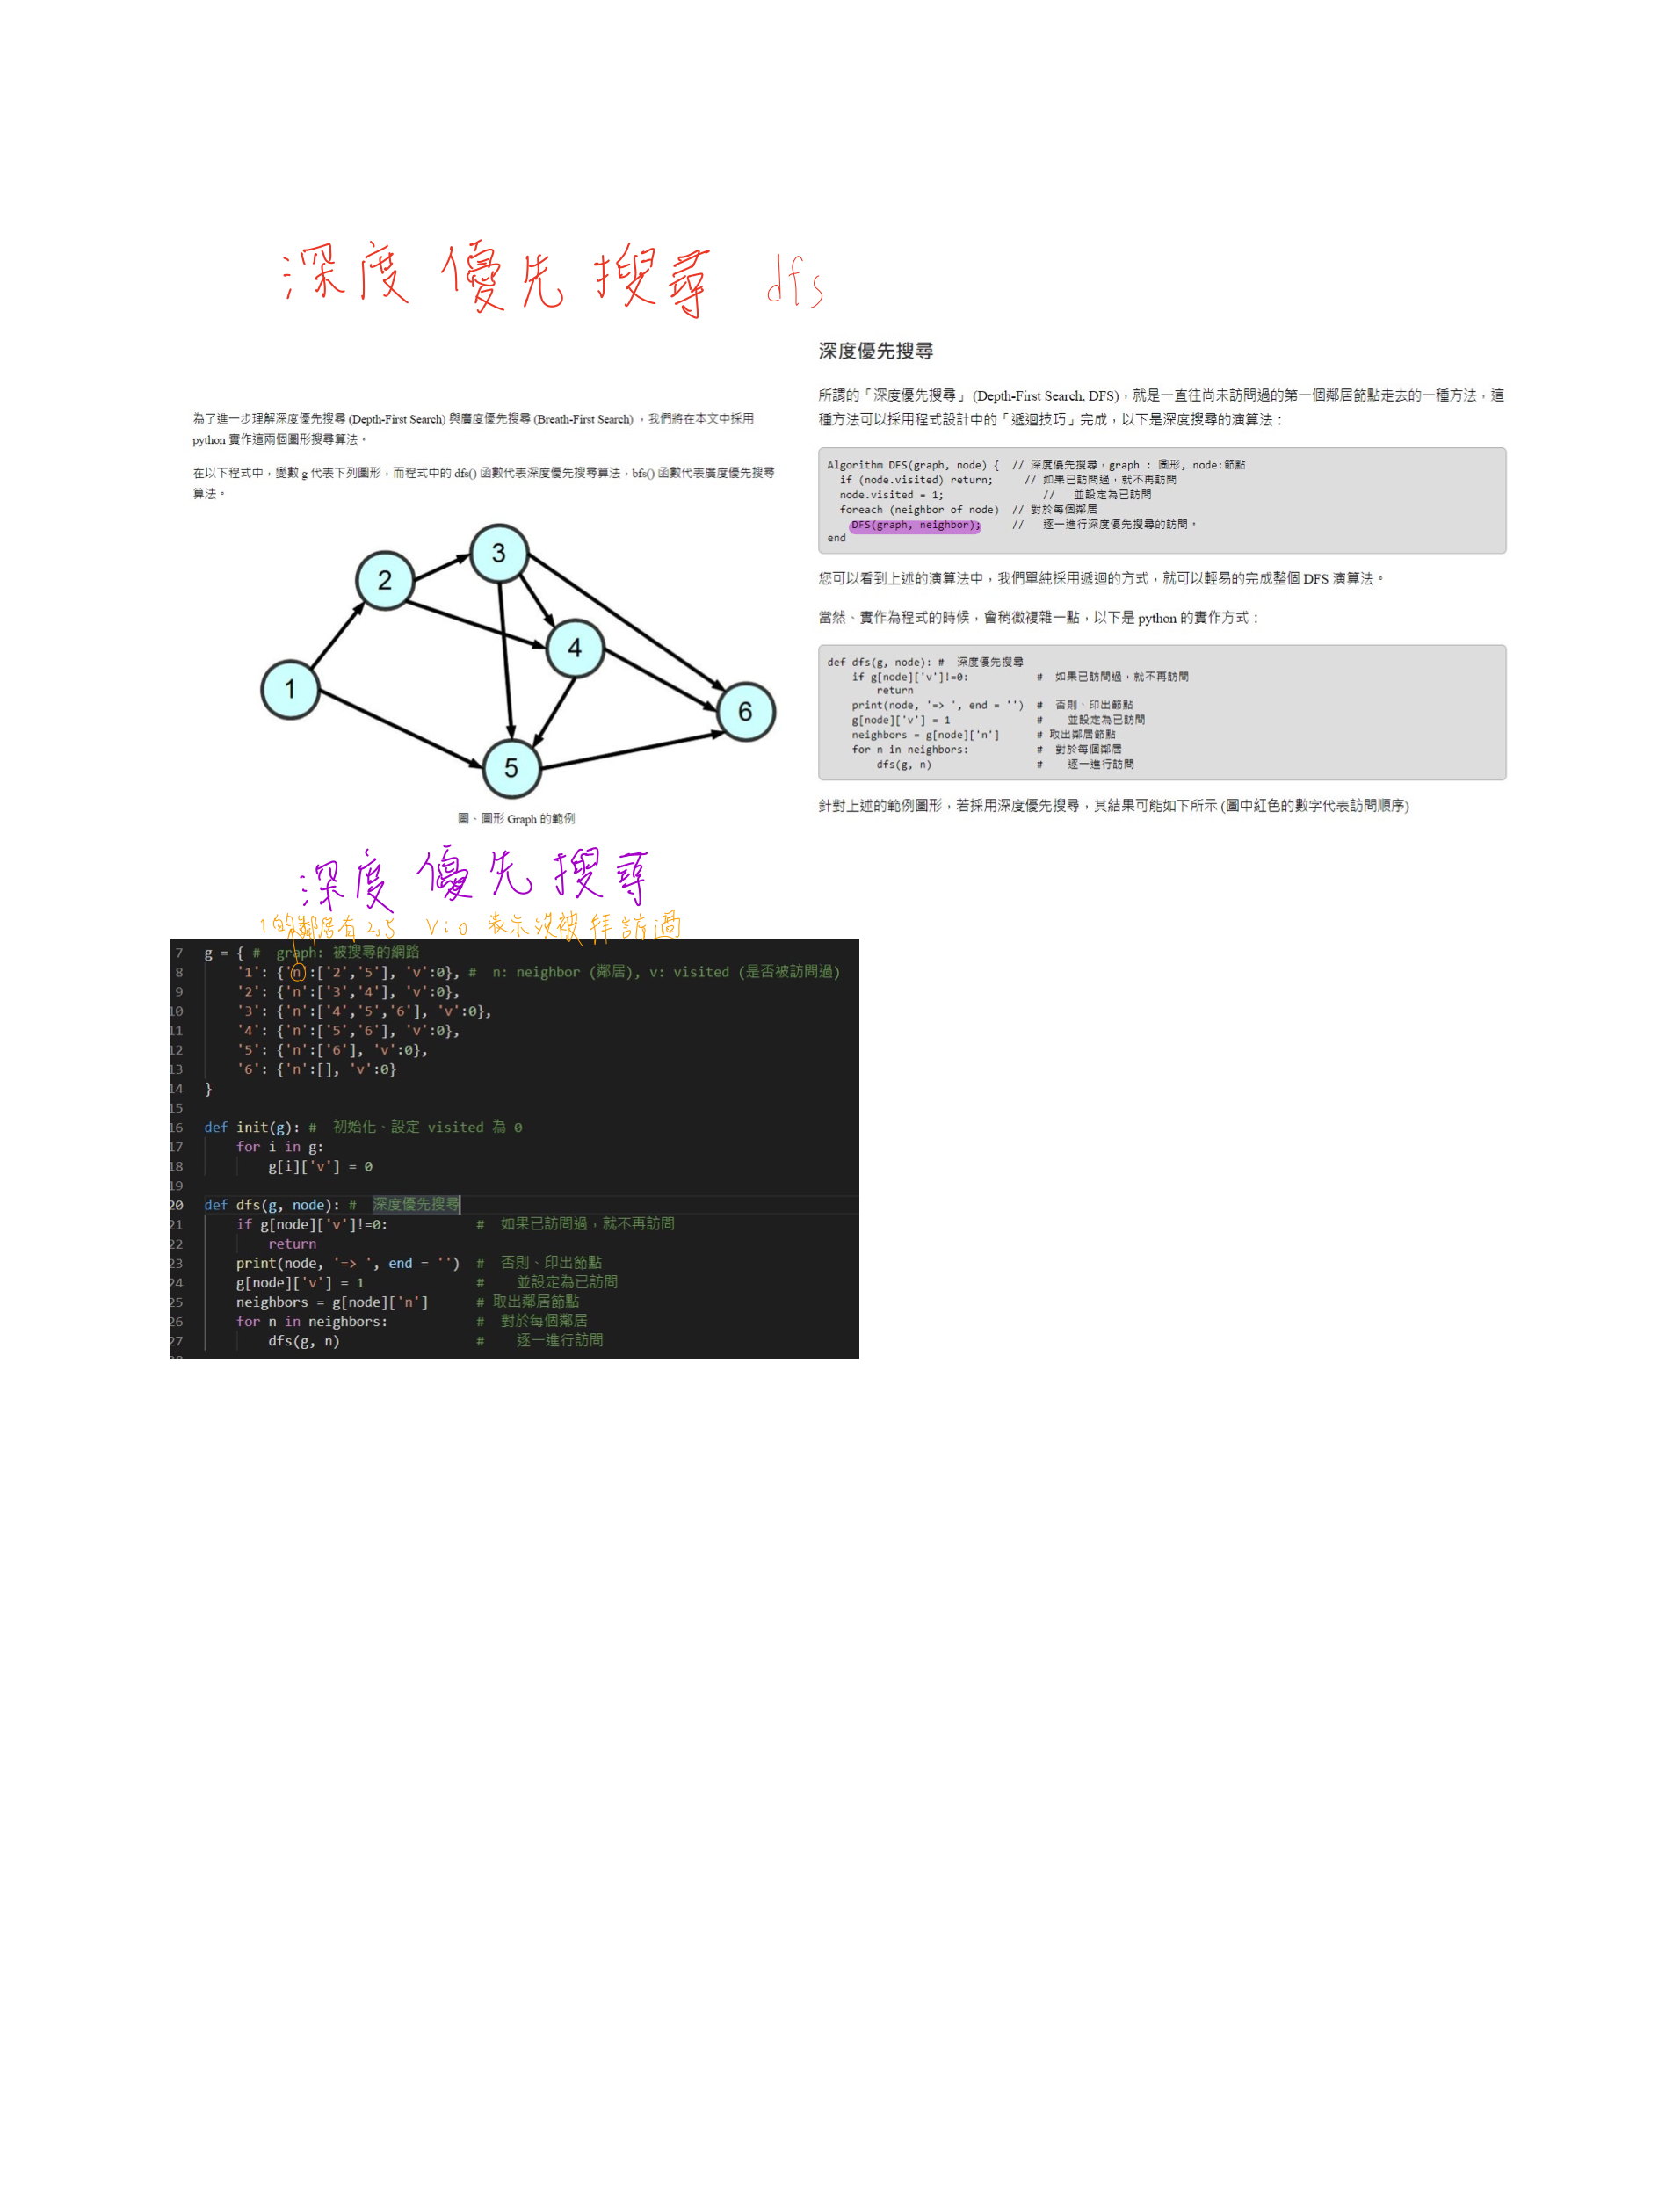 深度優先搜尋 dfs
為了進一步理解深度優先搜尋 (Depth-First Search) 與廣度優先搜尋 (Breath-First Search) ，我們將在本文中採用
python 實作這兩個圖形搜尋算法。
在以下程式中，變數 g 代表下列圖形，而程式中的 dfs() 函數代表深度優先搜尋算法，bfs() 函數代表廣度優先搜尋
算法。
1
2
3
4
5
6
圖、圖形 Graph 的範例
深度優先搜尋
所謂的「深度優先搜尋」 (Depth-First Search, DFS)，就是一直往尚未訪問過的第一個鄰居節點走去的一種方法，這
種方法可以採用程式設計中的「遞迴技巧」完成，以下是深度搜尋的演算法：
Algorithm DFS(graph, node) {  // 深度優先搜尋，graph : 圖形, node:節點
  if (node.visited) return;     // 如果已訪問過，就不再訪問
  node.visited = 1;                //   並設定為已訪問
  foreach (neighbor of node)  // 對於每個鄰居
    DFS(graph, neighbor);     //   逐一進行深度優先搜尋的訪問。
end
您可以看到上述的演算法中，我們單純採用遞迴的方式，就可以輕易的完成整個 DFS 演算法。
當然、實作為程式的時候，會稍微複雜一點，以下是 python 的實作方式：
def dfs(g, node): #  深度優先搜尋
    if g[node]['v']!=0:           #  如果已訪問過，就不再訪問
        return
    print(node, '=> ', end = '')  #  否則、印出節點
    g[node]['v'] = 1              #    並設定為已訪問
    neighbors = g[node]['n']      # 取出鄰居節點
    for n in neighbors:           #  對於每個鄰居
        dfs(g, n)                 #    逐一進行訪問
針對上述的範例圖形，若採用深度優先搜尋，其結果可能如下所示 (圖中紅色的數字代表訪問順序)
深度優先搜尋
1的鄰居有2,5 V:0 表示沒被拜訪過
7 g = { #  graph: 被搜尋的網路
8     '1': {'n':['2','5'], 'v':0}, #  n: neighbor (鄰居), v: visited (是否被訪問過)
9     '2': {'n':['3','4'], 'v':0},
10     '3': {'n':['4','5','6'], 'v':0},
11     '4': {'n':['5','6'], 'v':0},
12     '5': {'n':['6'], 'v':0},
13     '6': {'n':[], 'v':0}
14 }
15
16 def init(g): #  初始化、設定 visited 為 0
17     for i in g:
18         g[i]['v'] = 0
19
20 def dfs(g, node): #  深度優先搜尋
21     if g[node]['v']!=0:           #  如果已訪問過，就不再訪問
22         return
23     print(node, '=> ', end = '')  #  否則、印出節點
24     g[node]['v'] = 1              #    並設定為已訪問
25     neighbors = g[node]['n']      # 取出鄰居節點
26     for n in neighbors:           #  對於每個鄰居
27         dfs(g, n)                 #    逐一進行訪問